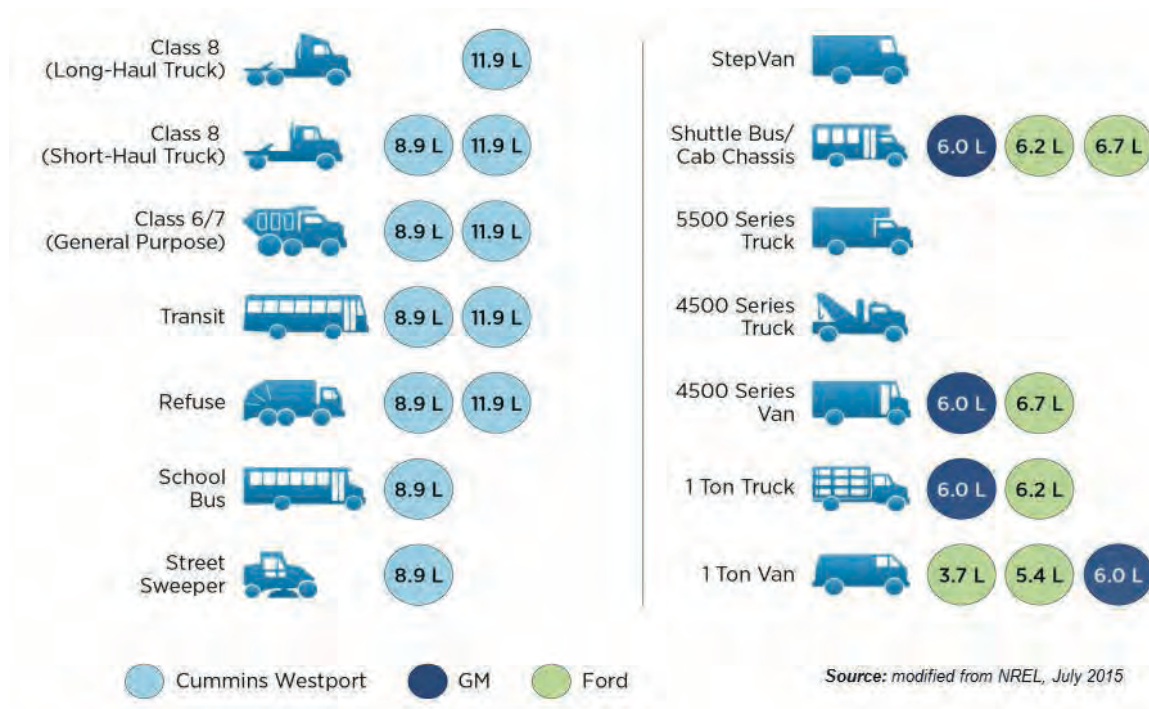 Class 8
(Long-Haul Truck)
11.9 L
Class 8
(Short-Haul Truck)
8.9 L 11.9 L
Class 6/7
(General Purpose)
8.9 L 11.9 L
Transit
8.9 L 11.9 L
Refuse
8.9 L 11.9 L
School
Bus
8.9 L
Street
Sweeper
8.9 L
StepVan
Shuttle Bus/
Cab Chassis
6.0 L 6.2 L 6.7 L
5500 Series
Truck
4500 Series
Truck
4500 Series
Van
6.0 L 6.7 L
1 Ton Truck
6.0 L 6.2 L
1 Ton Van
3.7 L 5.4 L 6.0 L
Cummins Westport GM Ford
Source: modified from NREL, July 2015